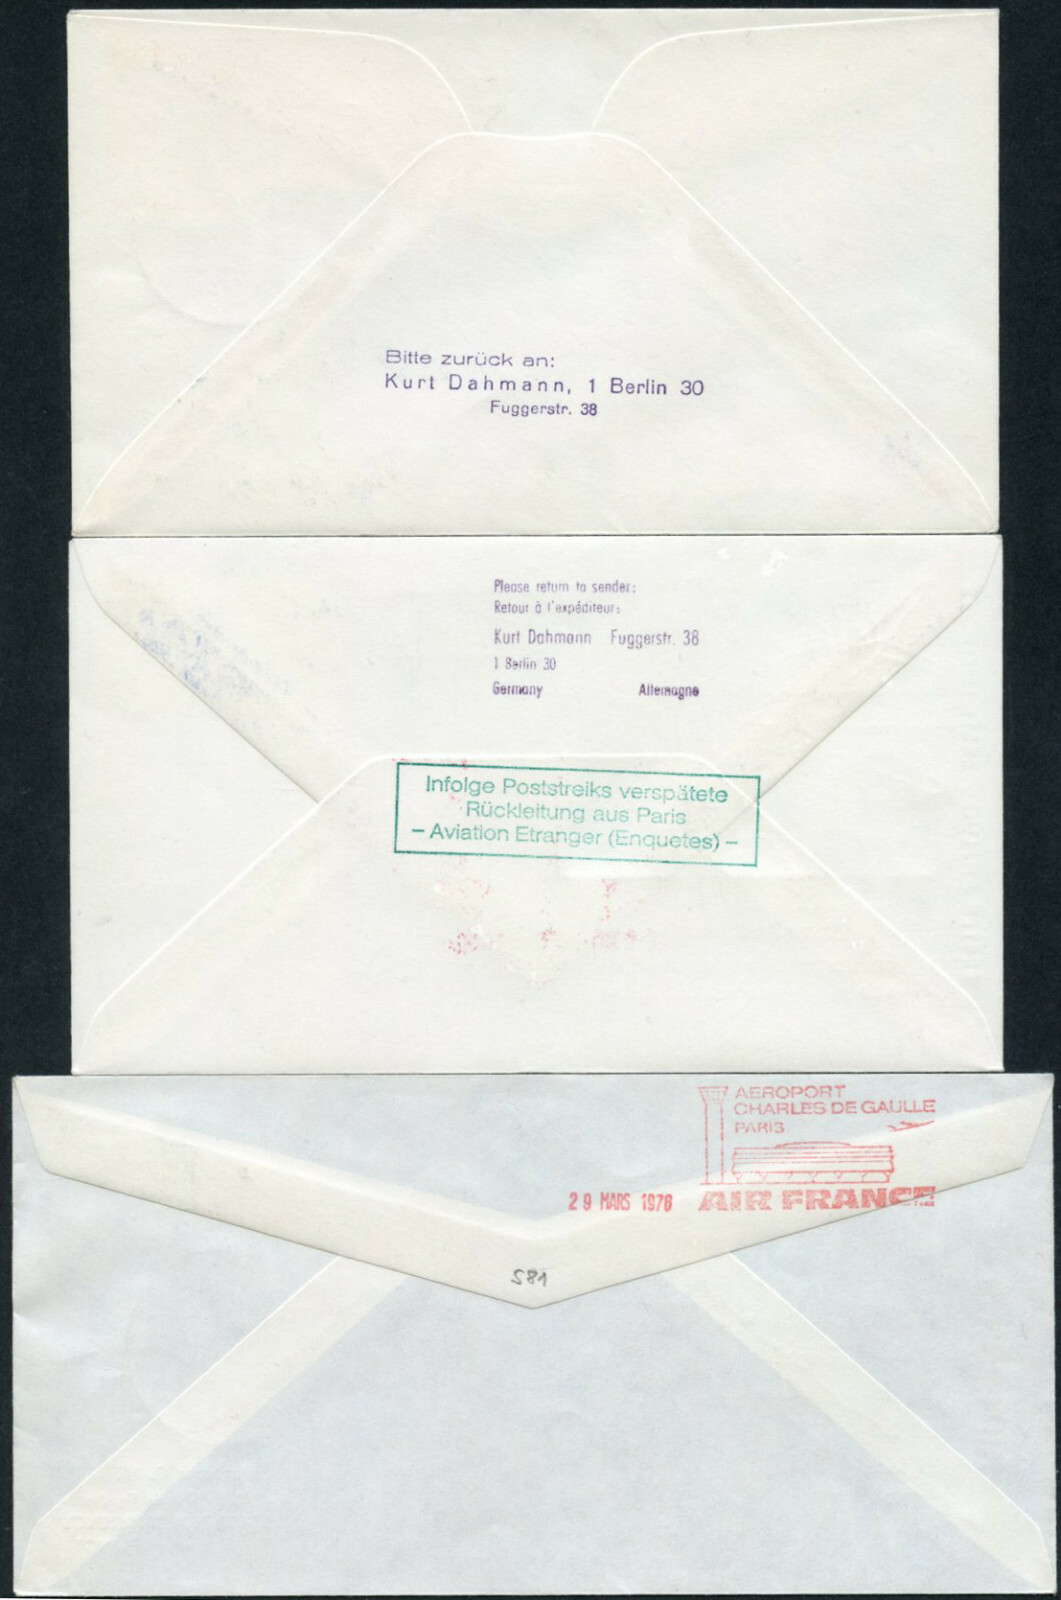 Bitte zurück an:
Kurt Dahmann, 1 Berlin 30
Fuggerstr. 38
Please return to sender:
Retour à l'expéditeur:
Kurt Dahmann Fuggerstr. 38
1 Berlin 30
Germany Allemagne
Infolge Poststreiks verspätete
Rückleitung aus Paris
– Aviation Etranger (Enquetes) –
AEROPORT
CHARLES DE GAULLE
PARIS
29 MARS 1976 AIR FRANCE
581